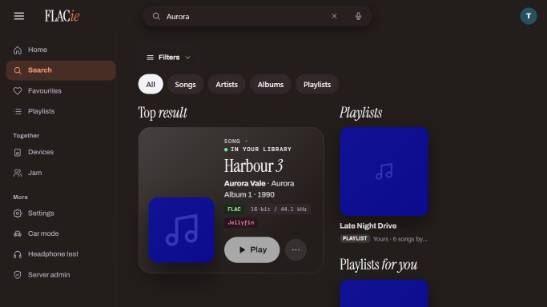 FLACie
Aurora
T
Home
Search
Favourites
Playlists
Together
Devices
Jam
More
Settings
Car mode
Headphone test
Server admin
Filters
All
Songs
Artists
Albums
Playlists
Top result
SONG ·
IN YOUR LIBRARY
Harbour 3
Aurora Vale · Aurora
Album 1 · 1990
FLAC 16 bit / 44.1 kHz
Jellyfin
Play
Playlists
Late Night Drive
PLAYLIST Yours · 6 songs by...
Playlists for you